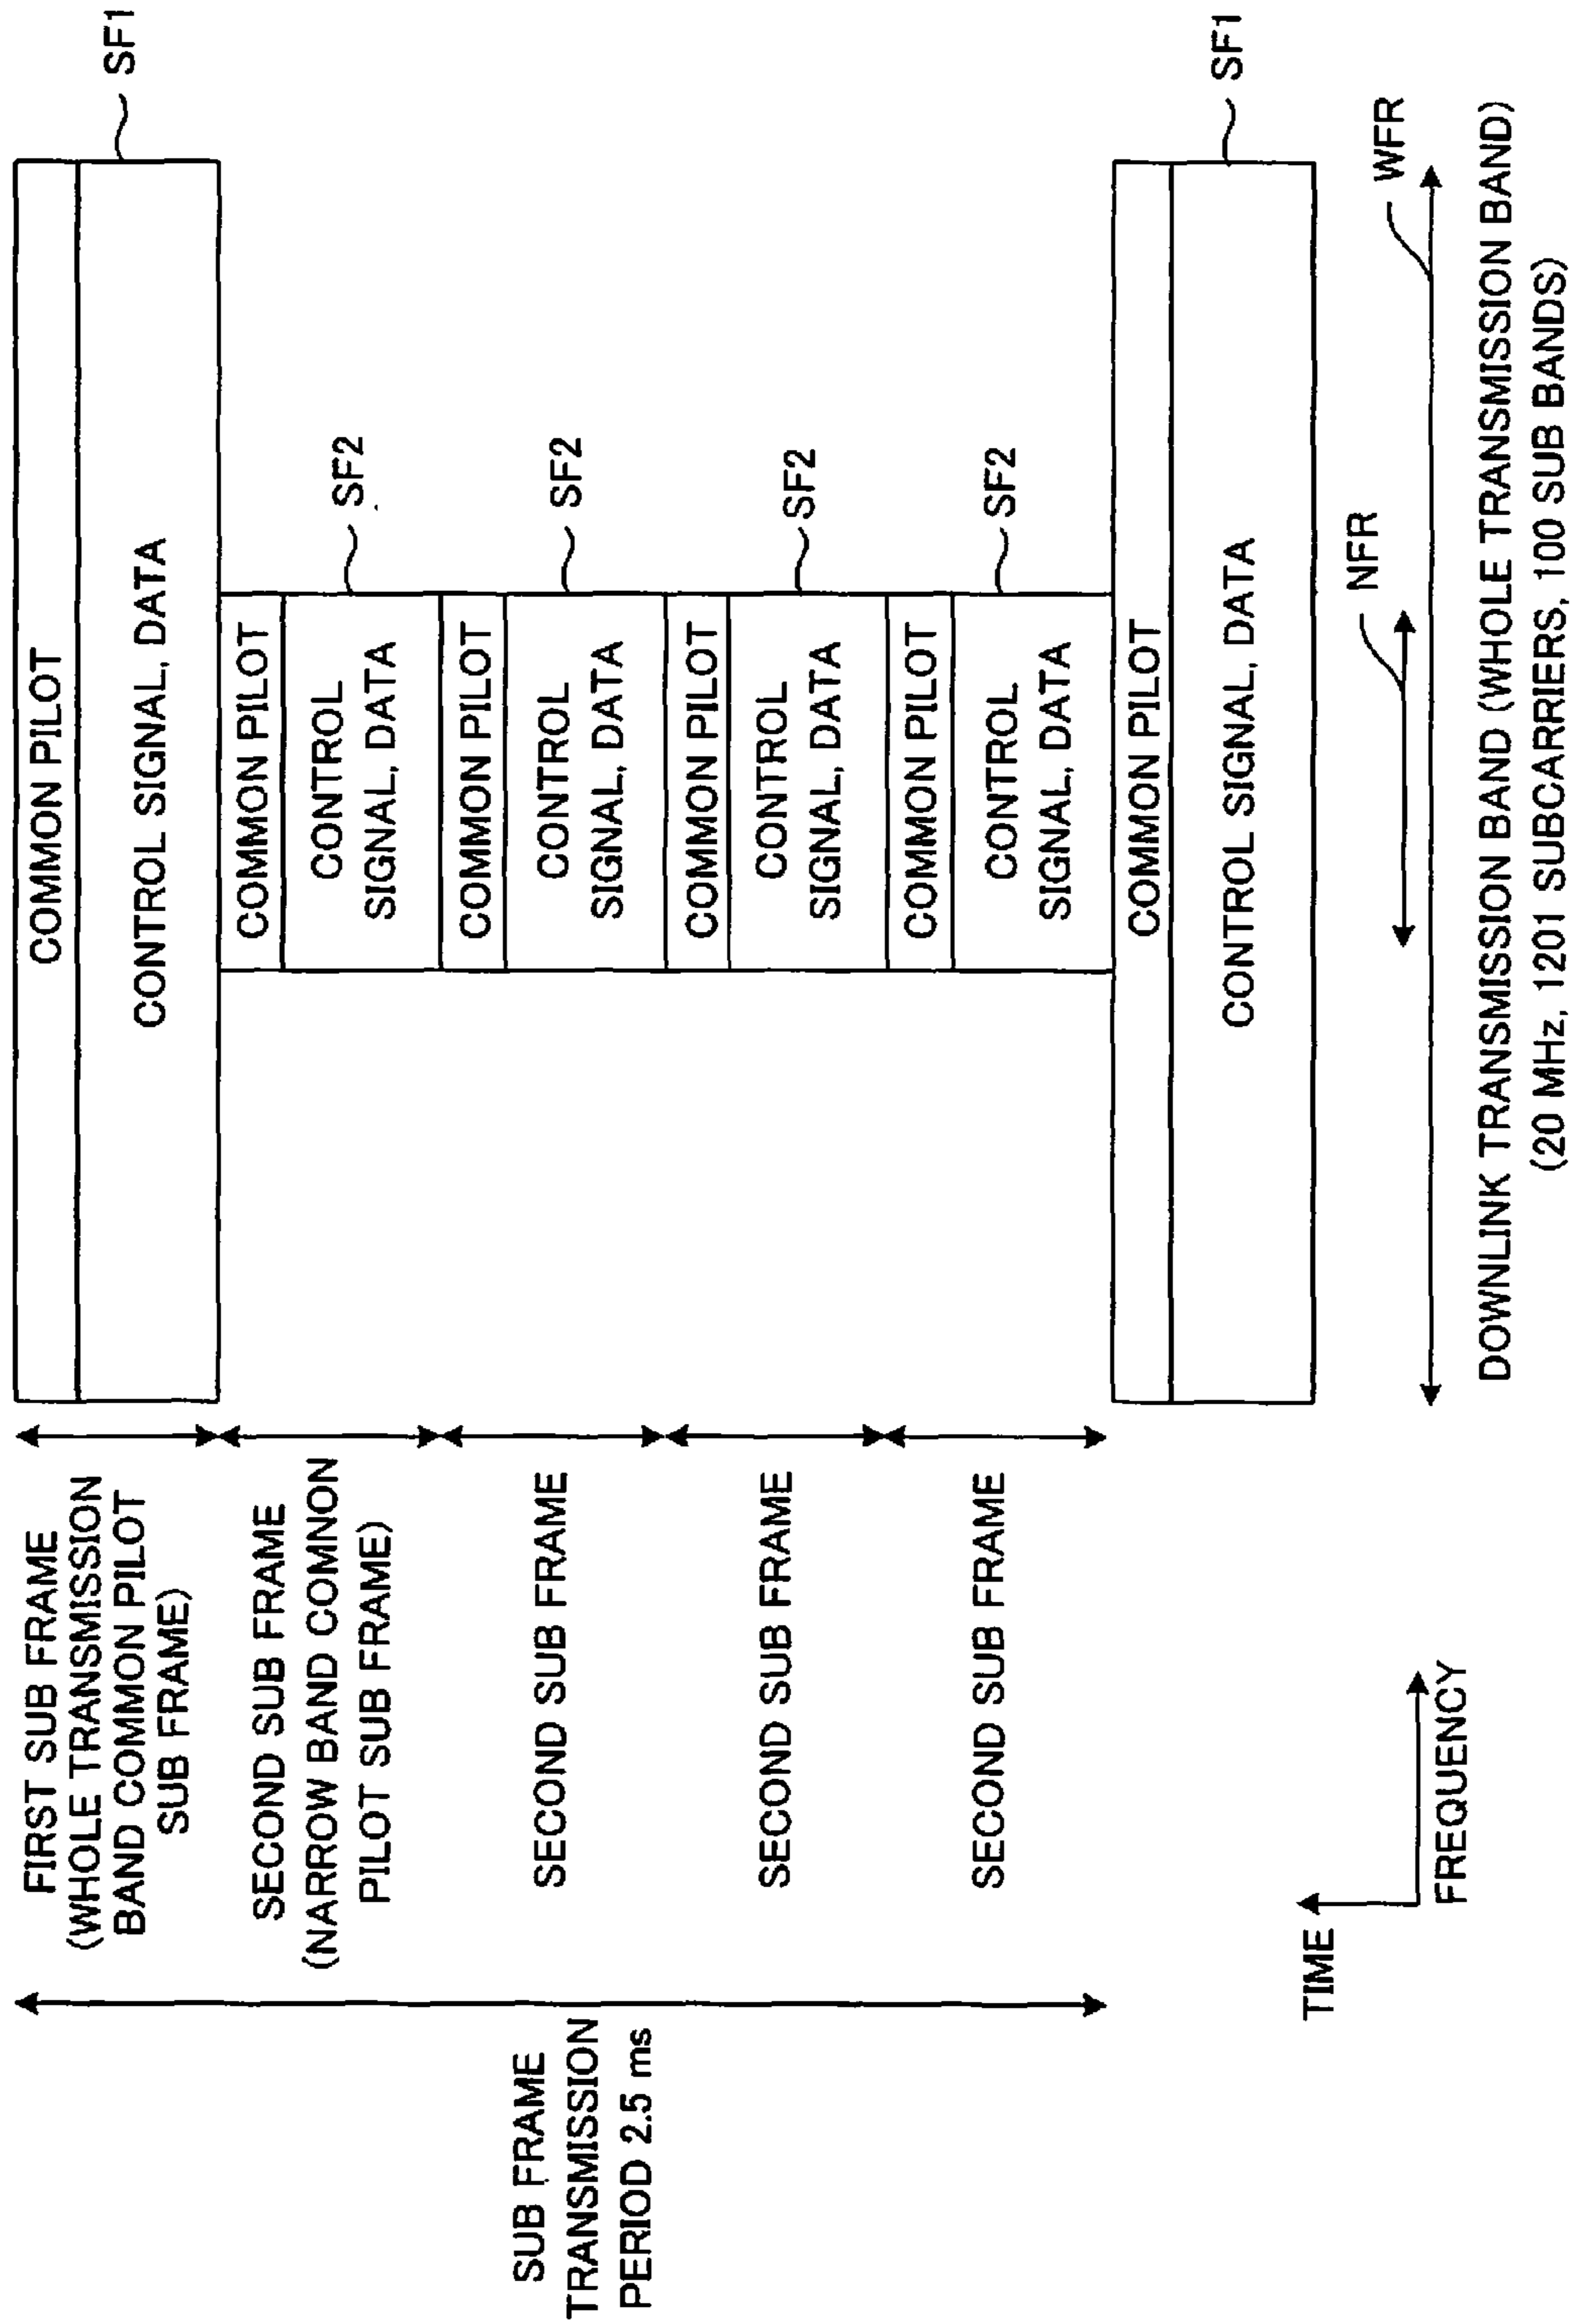 SUB FRAME
TRANSMISSION
PERIOD 2.5 ms
FIRST SUB FRAME
(WHOLE TRANSMISSION
BAND COMMON PILOT
SUB FRAME)
SECOND SUB FRAME
(NARROW BAND COMNON
PILOT SUB FRAME)
SECOND SUB FRAME
SECOND SUB FRAME
SECOND SUB FRAME
COMMON PILOT
CONTROL SIGNAL, DATA
SF1
COMMON PILOT
CONTROL
SIGNAL, DATA
SF2
COMMON PILOT
CONTROL
SIGNAL, DATA
SF2
COMMON PILOT
CONTROL
SIGNAL, DATA
SF2
COMMON PILOT
CONTROL
SIGNAL, DATA
SF2
COMMON PILOT
CONTROL SIGNAL, DATA
SF1
TIME
FREQUENCY
NFR
WFR
DOWNLINK TRANSMISSION BAND (WHOLE TRANSMISSION BAND)
(20 MHz, 1201 SUBCARRIERS, 100 SUB BANDS)